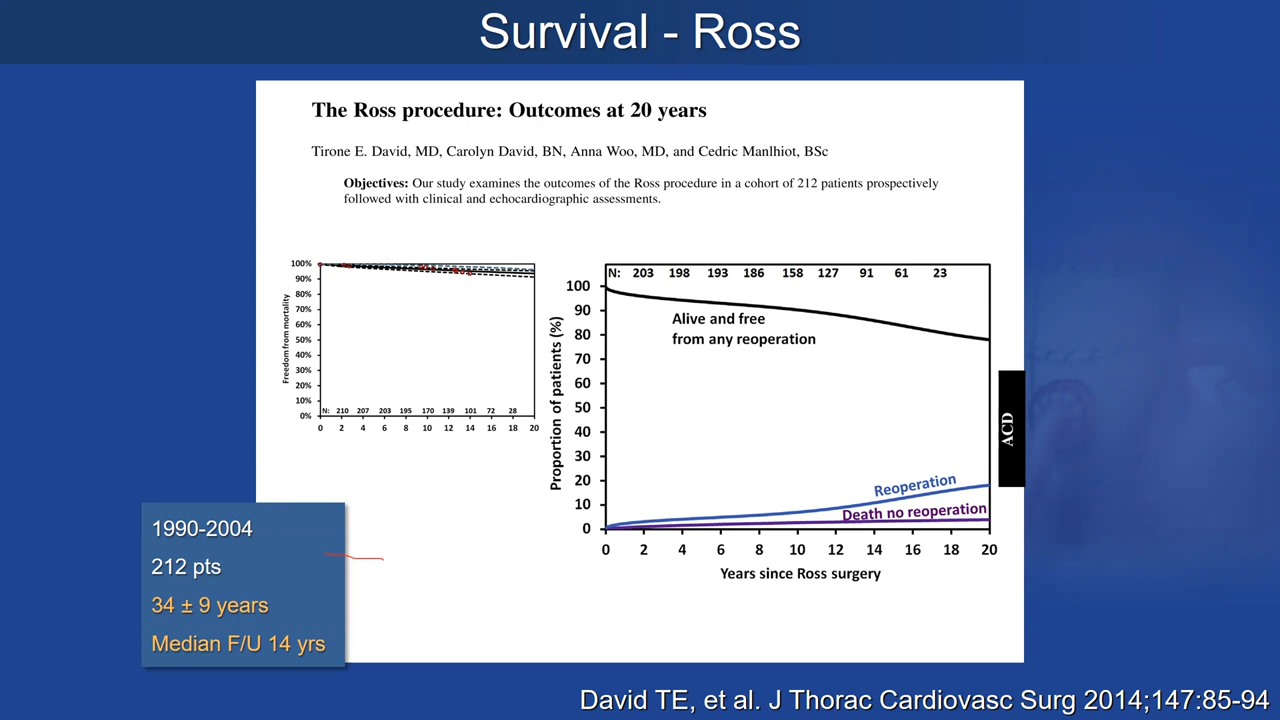 Survival - Ross
The Ross procedure: Outcomes at 20 years
Tirone E. David, MD, Carolyn David, BN, Anna Woo, MD, and Cedric Manlhiot, BSc
Objectives: Our study examines the outcomes of the Ross procedure in a cohort of 212 patients prospectively
followed with clinical and echocardiographic assessments.
Freedom from mortality
100%
90%
80%
70%
60%
50%
40%
30%
20%
10%
0%
N: 210 207 203 195 170 139 101 72 28
0 2 4 6 8 10 12 14 16 18 20
Proportion of patients (%)
N: 203 198 193 186 158 127 91 61 23
100
90
80
70
60
50
40
30
20
10
0
Alive and free
from any reoperation
Reoperation
Death no reoperation
0 2 4 6 8 10 12 14 16 18 20
Years since Ross surgery
ACD
1990-2004
212 pts
34 ± 9 years
Median F/U 14 yrs
David TE, et al. J Thorac Cardiovasc Surg 2014;147:85-94